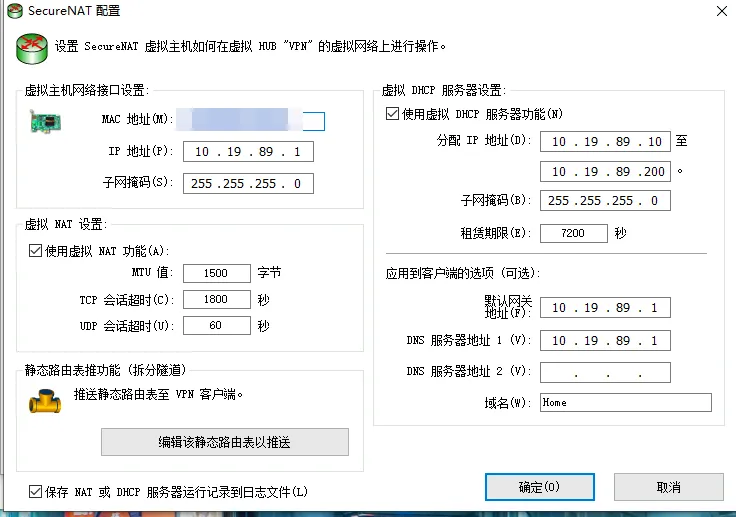 SecureNAT 配置
设置 SecureNAT 虚拟主机如何在虚拟 HUB "VPN" 的虚拟网络上进行操作。
虚拟主机网络接口设置:
MAC 地址(M):
IP 地址(P): 10 . 19 . 89 . 1
子网掩码(S): 255 .255 .255 . 0
虚拟 NAT 设置:
使用虚拟 NAT 功能(A):
MTU 值: 1500 字节
TCP 会话超时(C): 1800 秒
UDP 会话超时(U): 60 秒
静态路由表推功能 (拆分隧道)
推送静态路由表至 VPN 客户端。
编辑该静态路由表以推送
保存 NAT 或 DHCP 服务器运行记录到日志文件(L)
虚拟 DHCP 服务器设置:
使用虚拟 DHCP 服务器功能(N)
分配 IP 地址(D): 10 . 19 . 89 . 10 至
10 . 19 . 89 .200 。
子网掩码(B): 255 .255 .255 . 0
租赁期限(E): 7200 秒
应用到客户端的选项 (可选):
默认网关
地址(F): 10 . 19 . 89 . 1
DNS 服务器地址 1 (V): 10 . 19 . 89 . 1
DNS 服务器地址 2 (V): . . .
域名(W): Home
确定(O)
取消